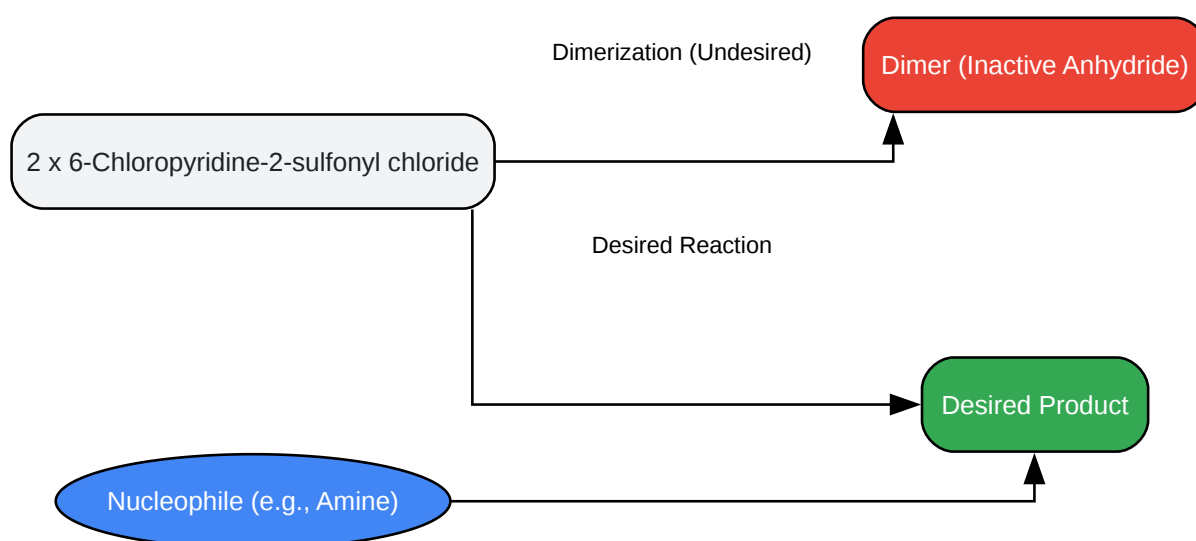 Dimerization (Undesired)
Dimer (Inactive Anhydride)
2 x 6-Chloropyridine-2-sulfonyl chloride
Desired Reaction
Desired Product
Nucleophile (e.g., Amine)